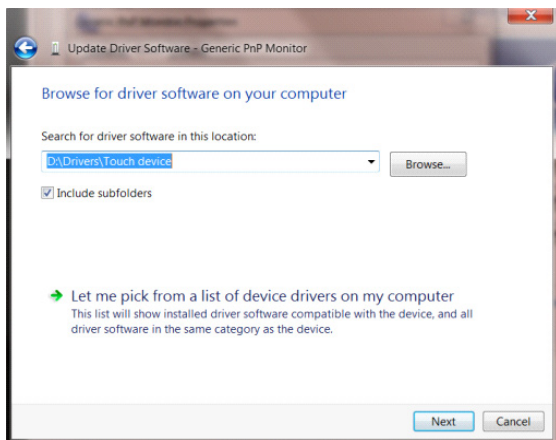 Update Driver Software - Generic PnP Monitor
Browse for driver software on your computer
Search for driver software in this location:
D:\Drivers\Touch device
Browse...
Include subfolders
Let me pick from a list of device drivers on my computer
This list will show installed driver software compatible with the device, and all
driver software in the same category as the device.
Next
Cancel